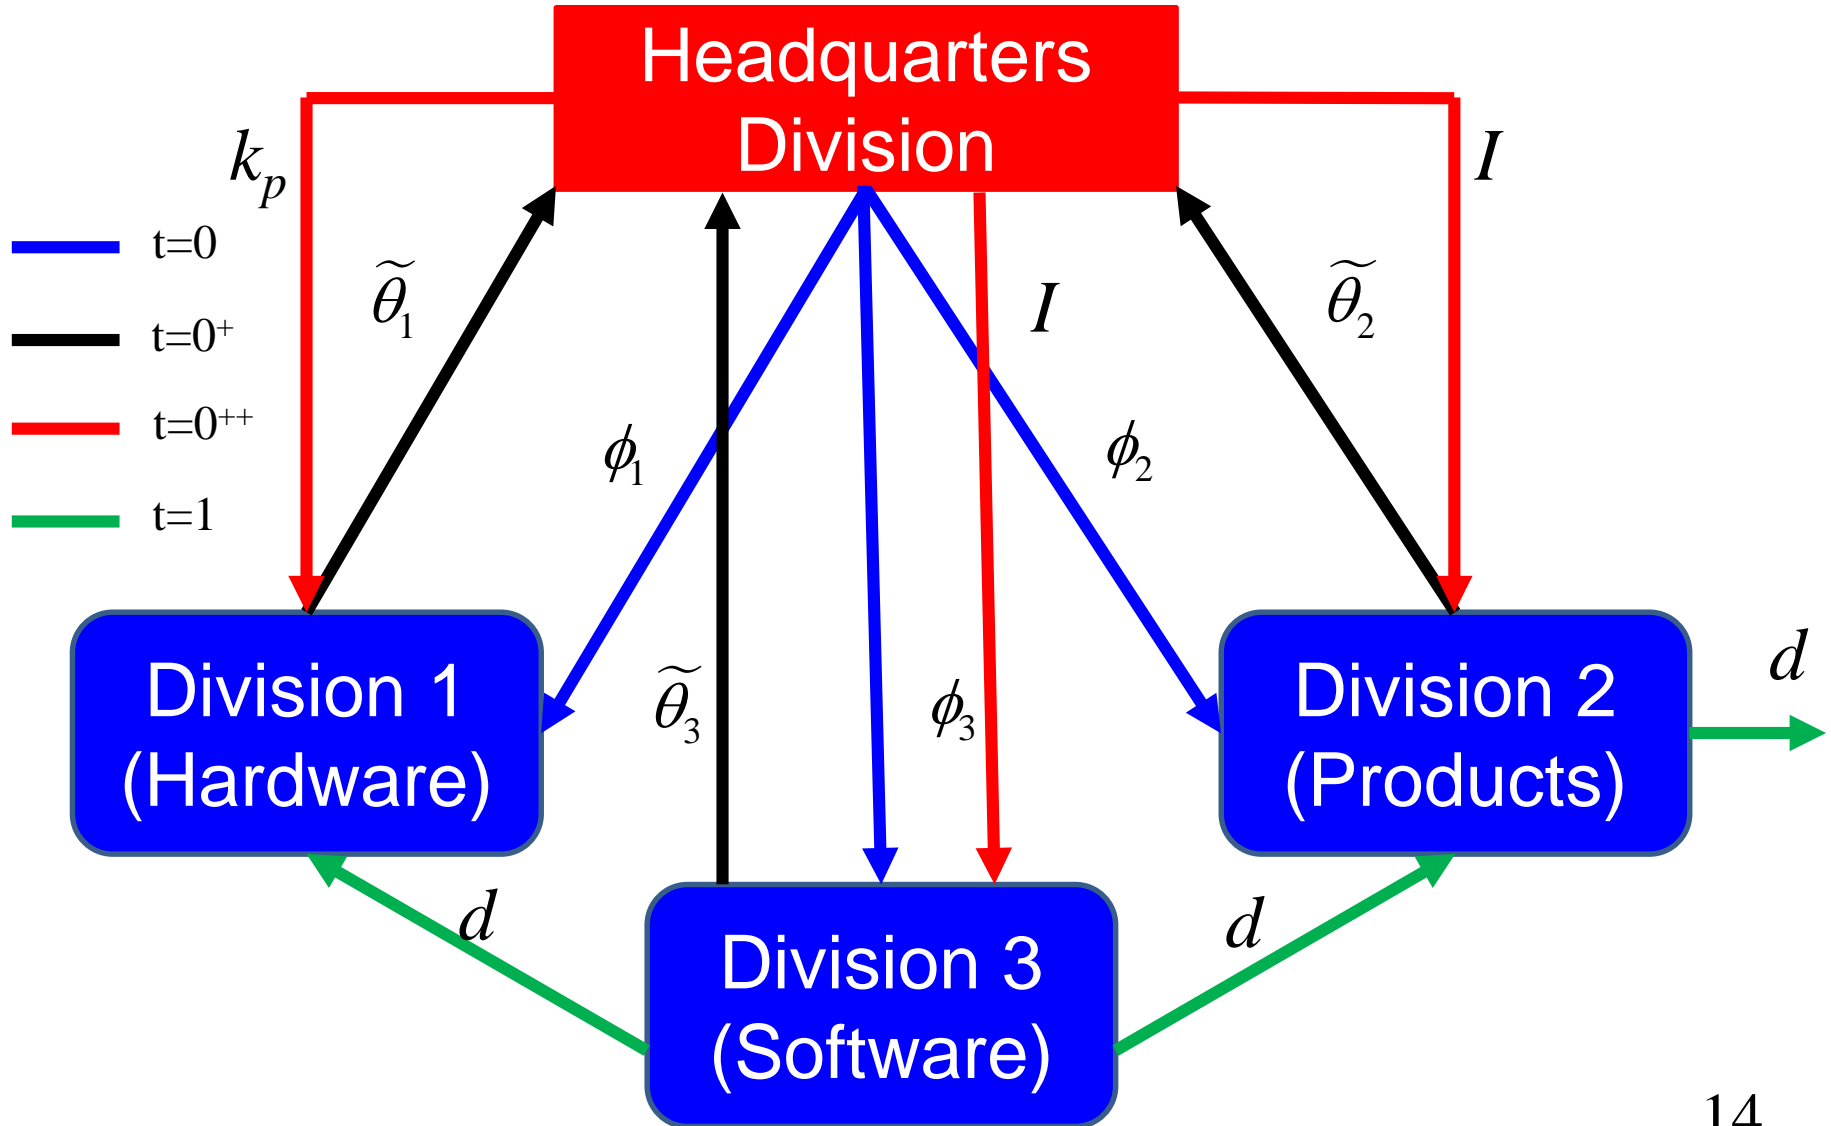 Headquarters
Division
k_p
I
t=0
t=0⁺
t=0⁺⁺
t=1
θ̃₁
I
θ̃₂
ϕ₁
ϕ₂
θ̃₃
ϕ₃
Division 1
(Hardware)
Division 2
(Products)
d
d
d
Division 3
(Software)
14